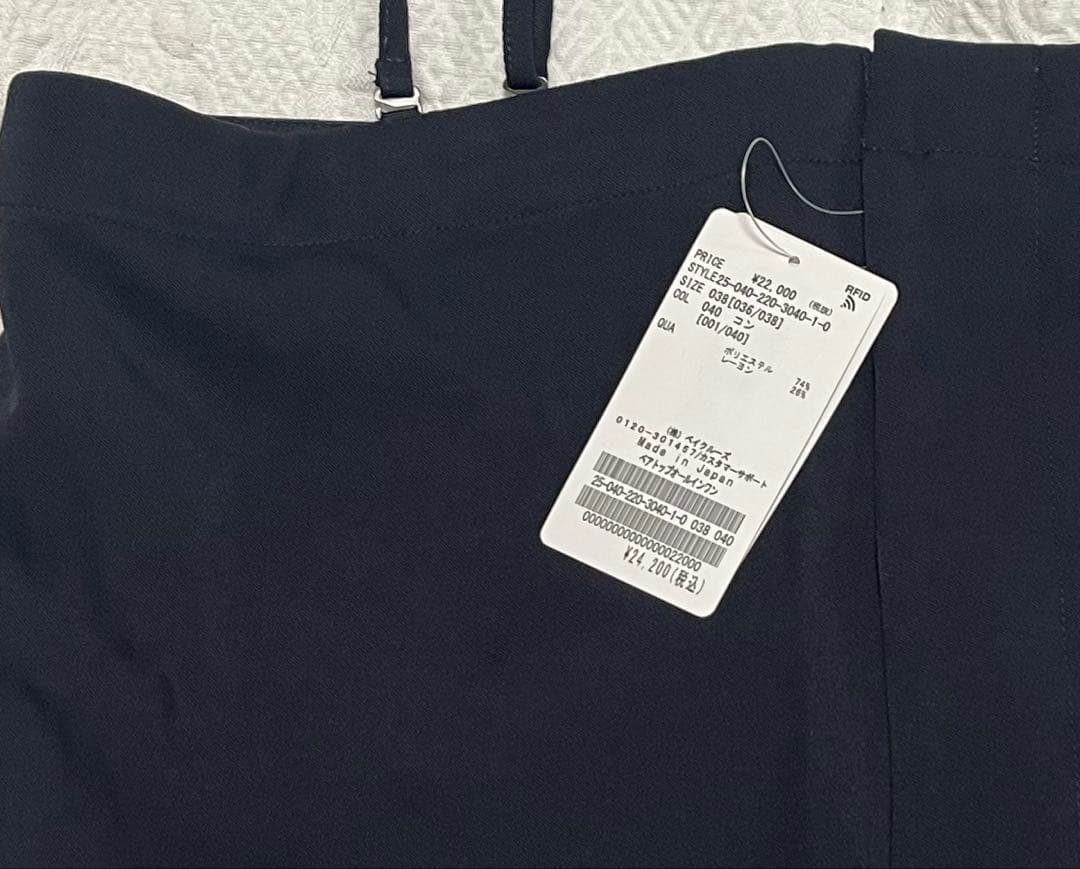 PRICE ¥22,000 (税抜)
RFID
STYLE25-040-220-3040-1-0
SIZE 038[036/038]
COL 040 コン
[001/040]
QUA ポリエステル 74%
レーヨン 26%
(株)ベイクルーズ
0120-301457/カスタマーサポート
Made in Japan
ベアトップオールインワン
25-040-220-3040-1-0 038 040
0000000000000022000
¥24,200(税込)